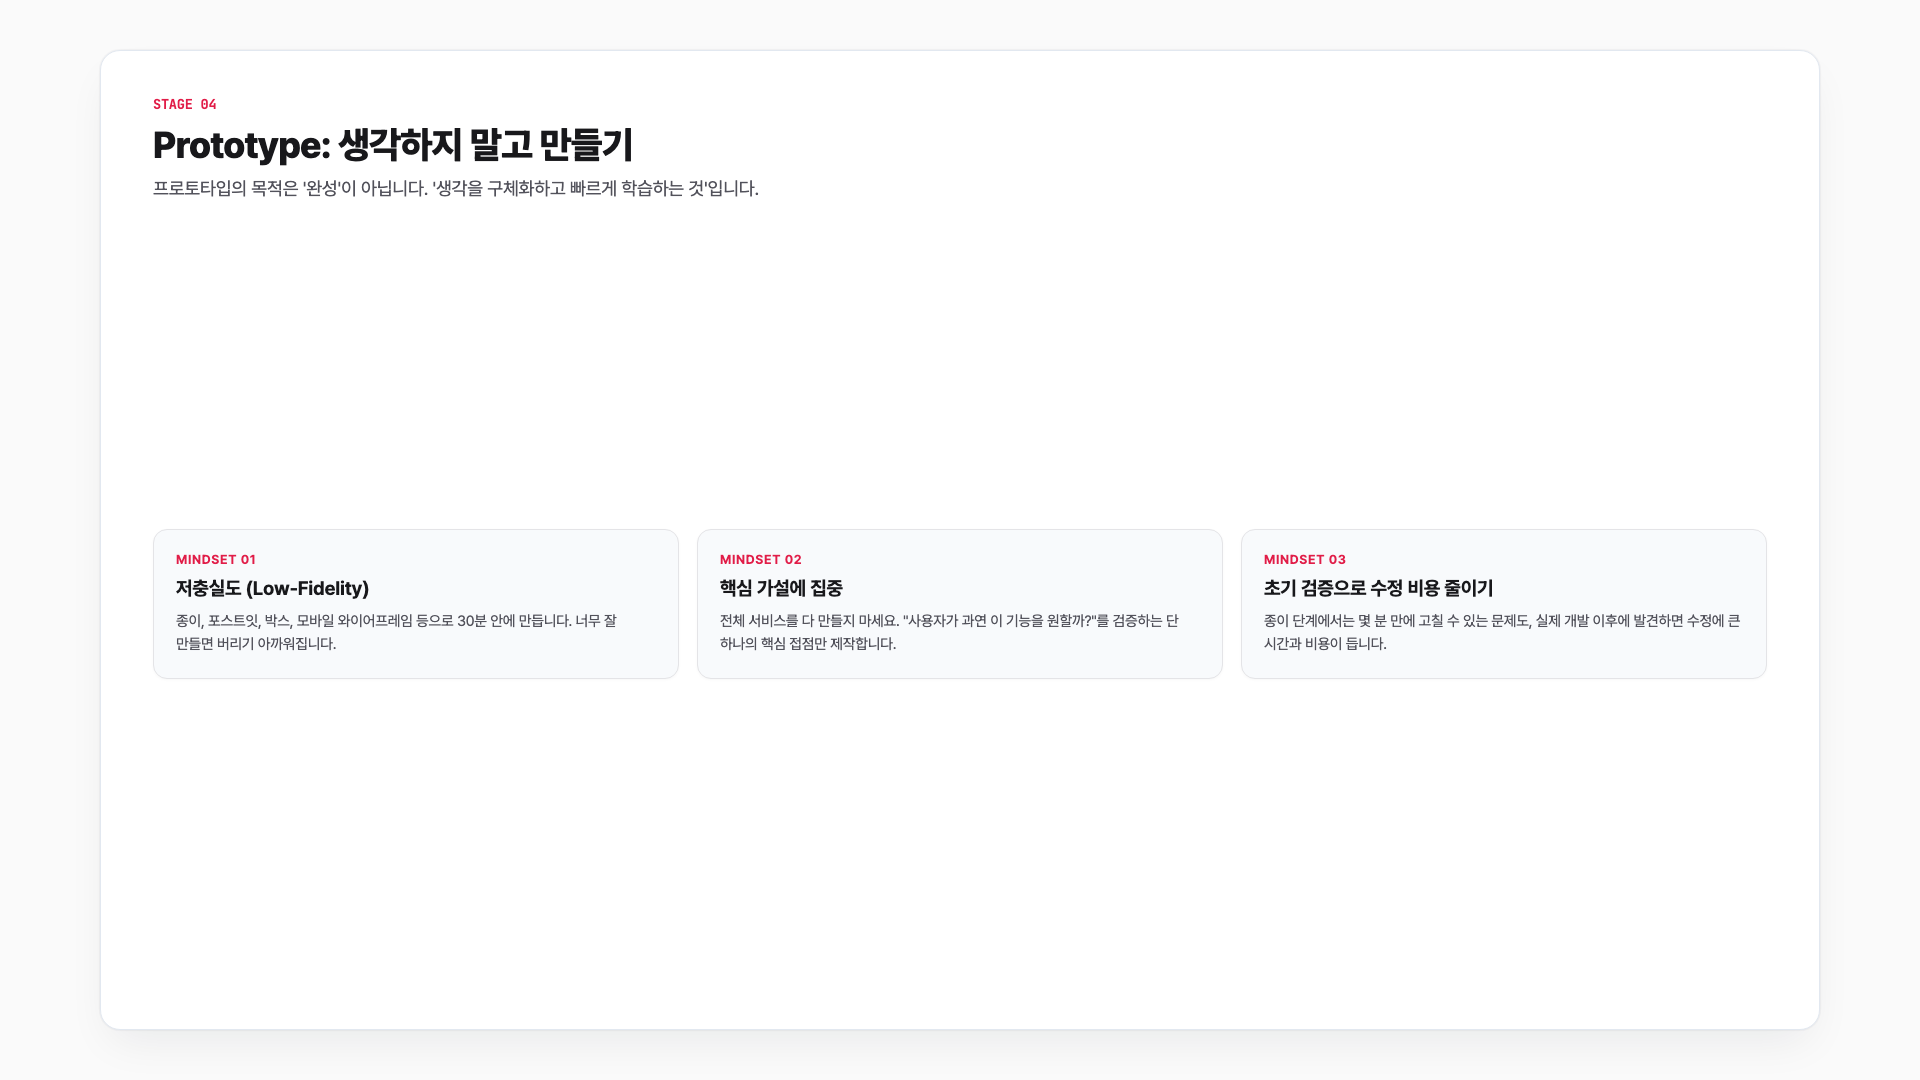 STAGE 04
Prototype: 생각하지 말고 만들기
프로토타입의 목적은 '완성'이 아닙니다. '생각을 구체화하고 빠르게 학습하는 것'입니다.
MINDSET 01
저충실도 (Low-Fidelity)
종이, 포스트잇, 박스, 모바일 와이어프레임 등으로 30분 안에 만듭니다. 너무 잘
만들면 버리기 아까워집니다.
MINDSET 02
핵심 가설에 집중
전체 서비스를 다 만들지 마세요. "사용자가 과연 이 기능을 원할까?"를 검증하는 단
하나의 핵심 접점만 제작합니다.
MINDSET 03
초기 검증으로 수정 비용 줄이기
종이 단계에서는 몇 분 만에 고칠 수 있는 문제도, 실제 개발 이후에 발견하면 수정에 큰
시간과 비용이 듭니다.